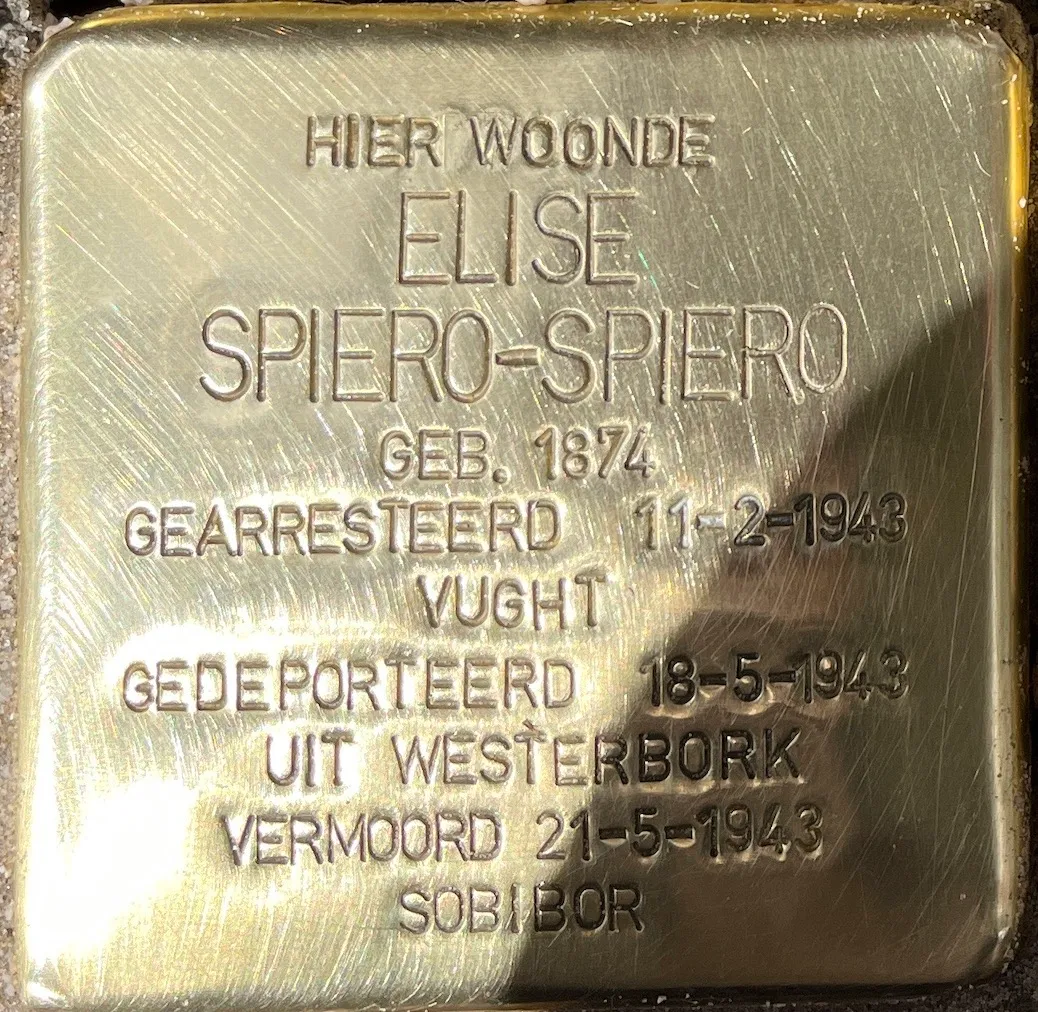 HIER WOONDE
ELISE
SPIERO-SPIERO
GEB. 1874
GEARRESTEERD 11-2-1943
VUGHT
GEDEPORTEERD 18-5-1943
UIT WESTERBORK
VERMOORD 21-5-1943
SOBIBOR